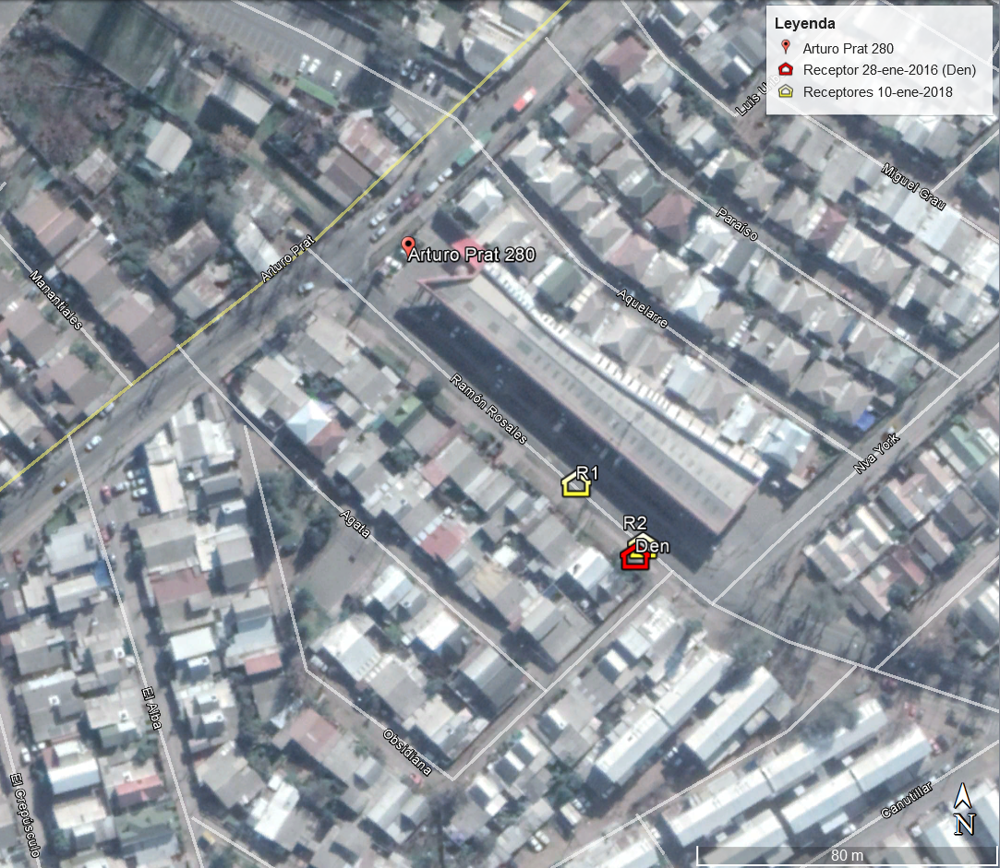 Leyenda
Arturo Prat 280
Receptor 28-ene-2016 (Den)
Receptores 10-ene-2018
Luis U
Miguel Grau
Paraíso
Arturo Prat
Arturo Prat 280
Manantiales
Aquelarre
Ramón Rosales
Nva York
R1
Agata
R2
Den
El Alba
Obsidiana
El Crepúsculo
Canutillar
N
80 m